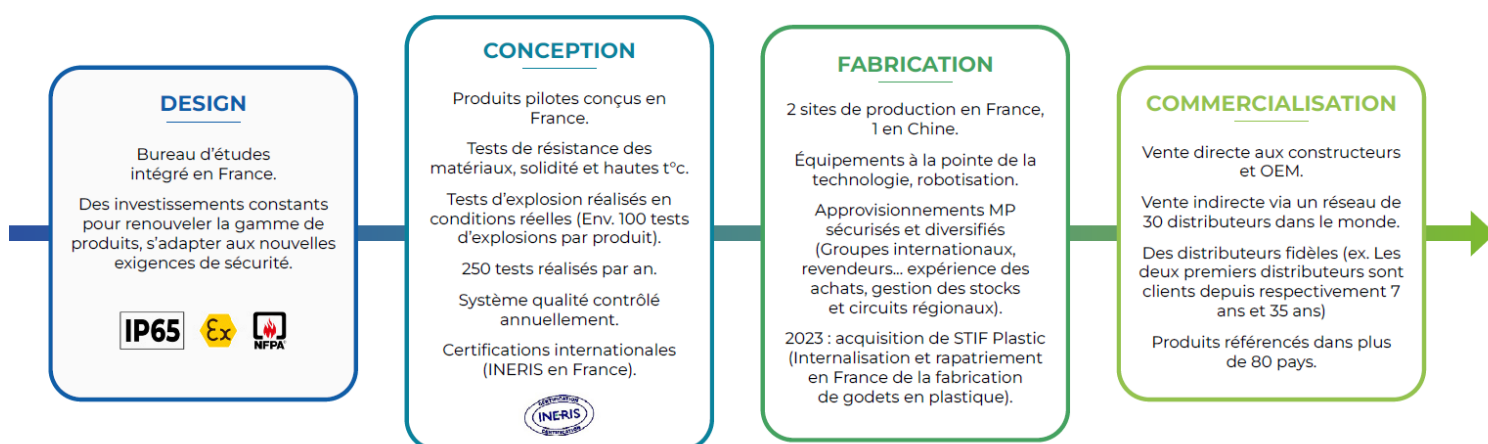 DESIGN
Bureau d'études
intégré en France.
Des investissements constants
pour renouveler la gamme de
produits, s'adapter aux nouvelles
exigences de sécurité.
IP65
Ex
NFPA
CONCEPTION
Produits pilotes conçus en
France.
Tests de résistance des
matériaux, solidité et hautes t°c.
Tests d'explosion réalisés en
conditions réelles (Env. 100 tests
d'explosions par produit).
250 tests réalisés par an.
Système qualité contrôlé
annuellement.
Certifications internationales
(INERIS en France).
INERIS
FABRICATION
2 sites de production en France,
1 en Chine.
Équipements à la pointe de la
technologie, robotisation.
Approvisionnements MP
sécurisés et diversifiés
(Groupes internationaux,
revendeurs... expérience des
achats, gestion des stocks
et circuits régionaux).
2023 : acquisition de STIF Plastic
(Internalisation et rapatriement
en France de la fabrication
de godets en plastique).
COMMERCIALISATION
Vente directe aux constructeurs
et OEM.
Vente indirecte via un réseau de
30 distributeurs dans le monde.
Des distributeurs fidèles (ex. Les
deux premiers distributeurs sont
clients depuis respectivement 7
ans et 35 ans)
Produits référencés dans plus
de 80 pays.